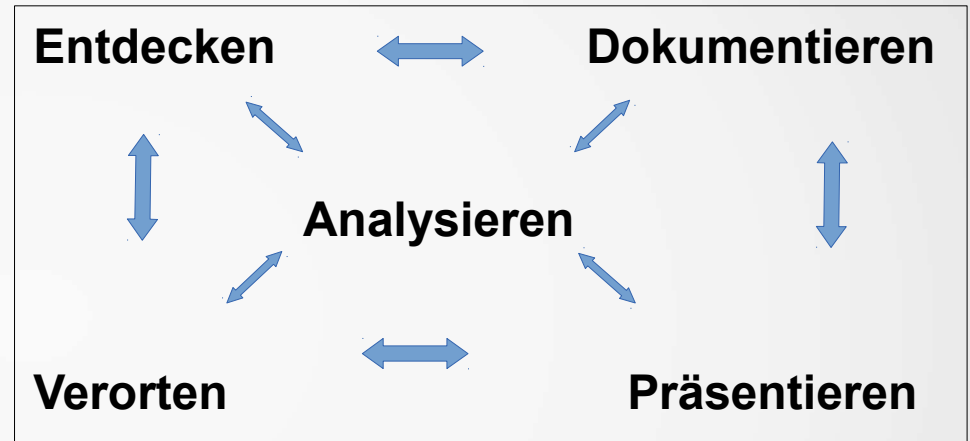 Entdecken
Dokumentieren
Analysieren
Verorten
Präsentieren